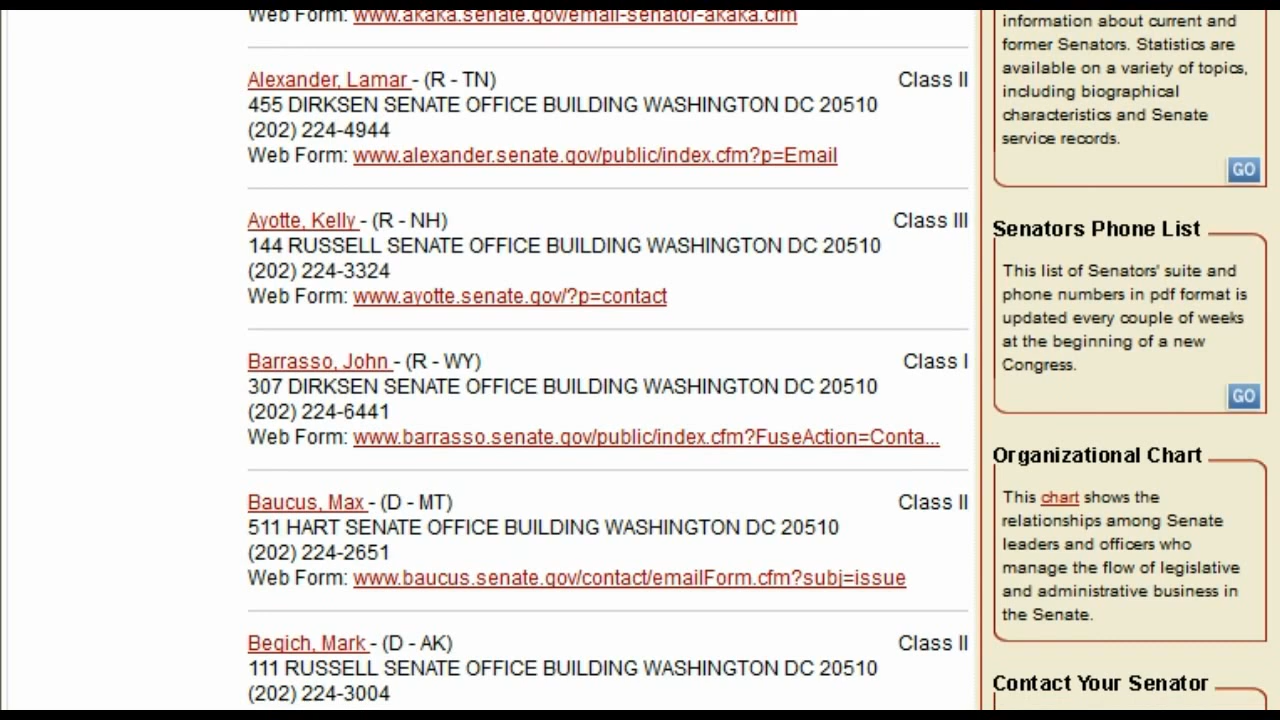 Web Form: www.akaka.senate.gov/email-senator-akaka.cfm
Alexander, Lamar - (R - TN) Class II
455 DIRKSEN SENATE OFFICE BUILDING WASHINGTON DC 20510
(202) 224-4944
Web Form: www.alexander.senate.gov/public/index.cfm?p=Email
Ayotte, Kelly - (R - NH) Class III
144 RUSSELL SENATE OFFICE BUILDING WASHINGTON DC 20510
(202) 224-3324
Web Form: www.ayotte.senate.gov/?p=contact
Barrasso, John - (R - WY) Class I
307 DIRKSEN SENATE OFFICE BUILDING WASHINGTON DC 20510
(202) 224-6441
Web Form: www.barrasso.senate.gov/public/index.cfm?FuseAction=Conta...
Baucus, Max - (D - MT) Class II
511 HART SENATE OFFICE BUILDING WASHINGTON DC 20510
(202) 224-2651
Web Form: www.baucus.senate.gov/contact/emailForm.cfm?subj=issue
Begich, Mark - (D - AK) Class II
111 RUSSELL SENATE OFFICE BUILDING WASHINGTON DC 20510
(202) 224-3004
information about current and
former Senators. Statistics are
available on a variety of topics,
including biographical
characteristics and Senate
service records.
GO
Senators Phone List
This list of Senators' suite and
phone numbers in pdf format is
updated every couple of weeks
at the beginning of a new
Congress.
GO
Organizational Chart
This chart shows the
relationships among Senate
leaders and officers who
manage the flow of legislative
and administrative business in
the Senate.
Contact Your Senator